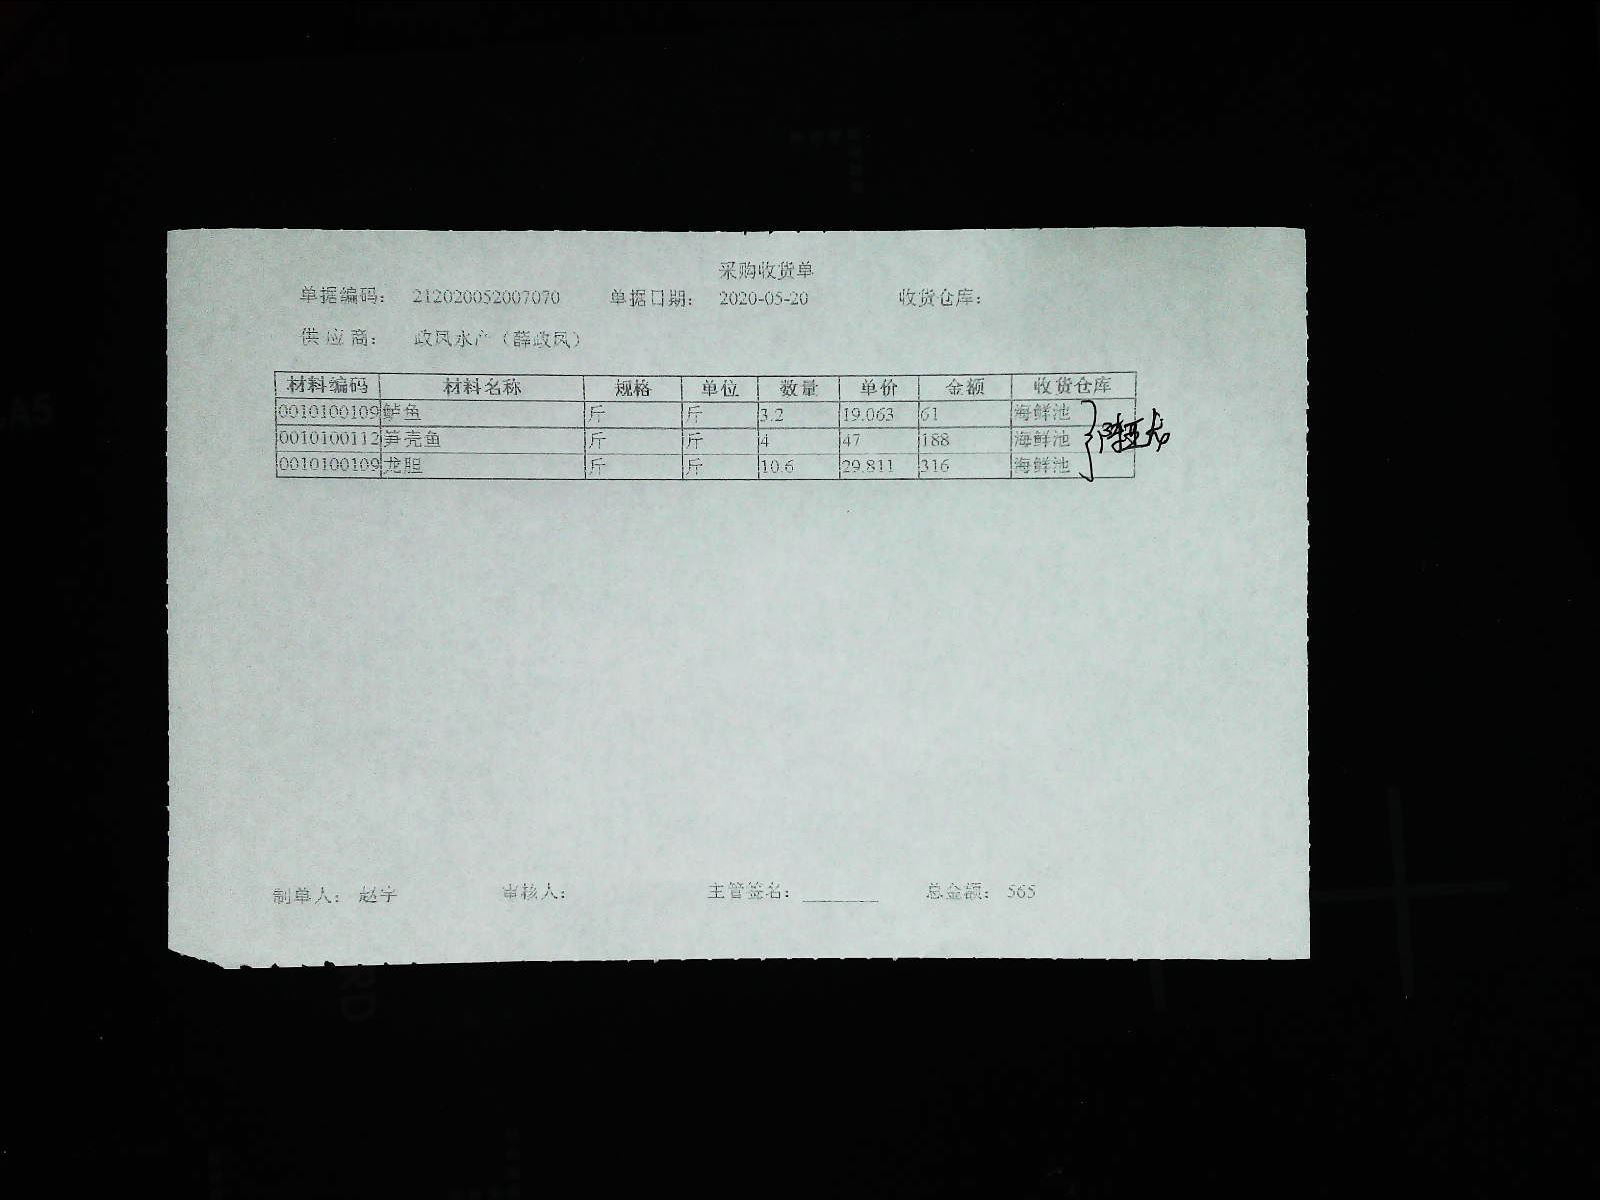 采购收货单
单据编码： 212020052007070 单据日期： 2020-05-20 收货仓库：
供 应 商： 政凤水产（薛政凤）
材料编码 材料名称 规格 单位 数量 单价 金额 收货仓库
0010100109 鲈鱼 斤 斤 3.2 19.063 61 海鲜池
0010100112 笋壳鱼 斤 斤 4 47 188 海鲜池
0010100109 龙胆 斤 斤 10.6 29.811 316 海鲜池
制单人： 赵宇 审核人： 主管签名： 总金额： 565